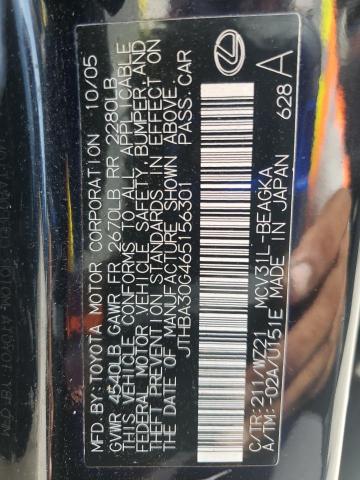 MFD. BY: TOYOTA MOTOR CORPORATION 10/05
GVWR 4540LB GAWR FR 2670LB RR 2280LB
THIS VEHICLE CONFORMS TO ALL APPLICABLE
FEDERAL MOTOR VEHICLE SAFETY, BUMPER, AND
THEFT PREVENTION STANDARDS IN EFFECT ON
THE DATE OF MANUFACTURE SHOWN ABOVE.
JTHBA30G465156301 PASS.CAR
C/TR: 211/WZ21 MCV31L-BEAGKA
A/TM: -02A/U151E MADE IN JAPAN
628 A